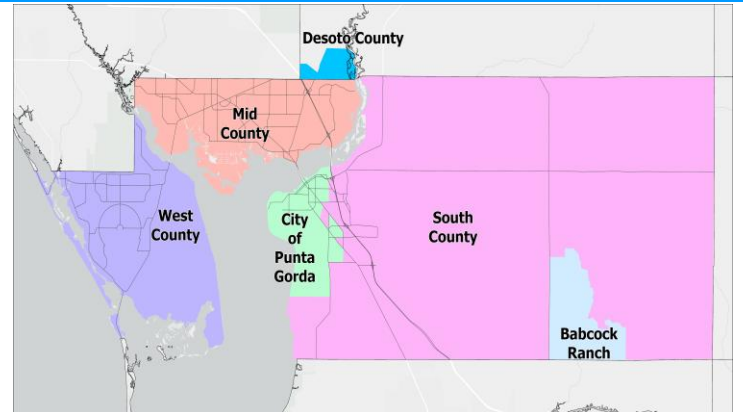 Desoto County
Mid
County
West
County
City
of
Punta
Gorda
South
County
Babcock
Ranch